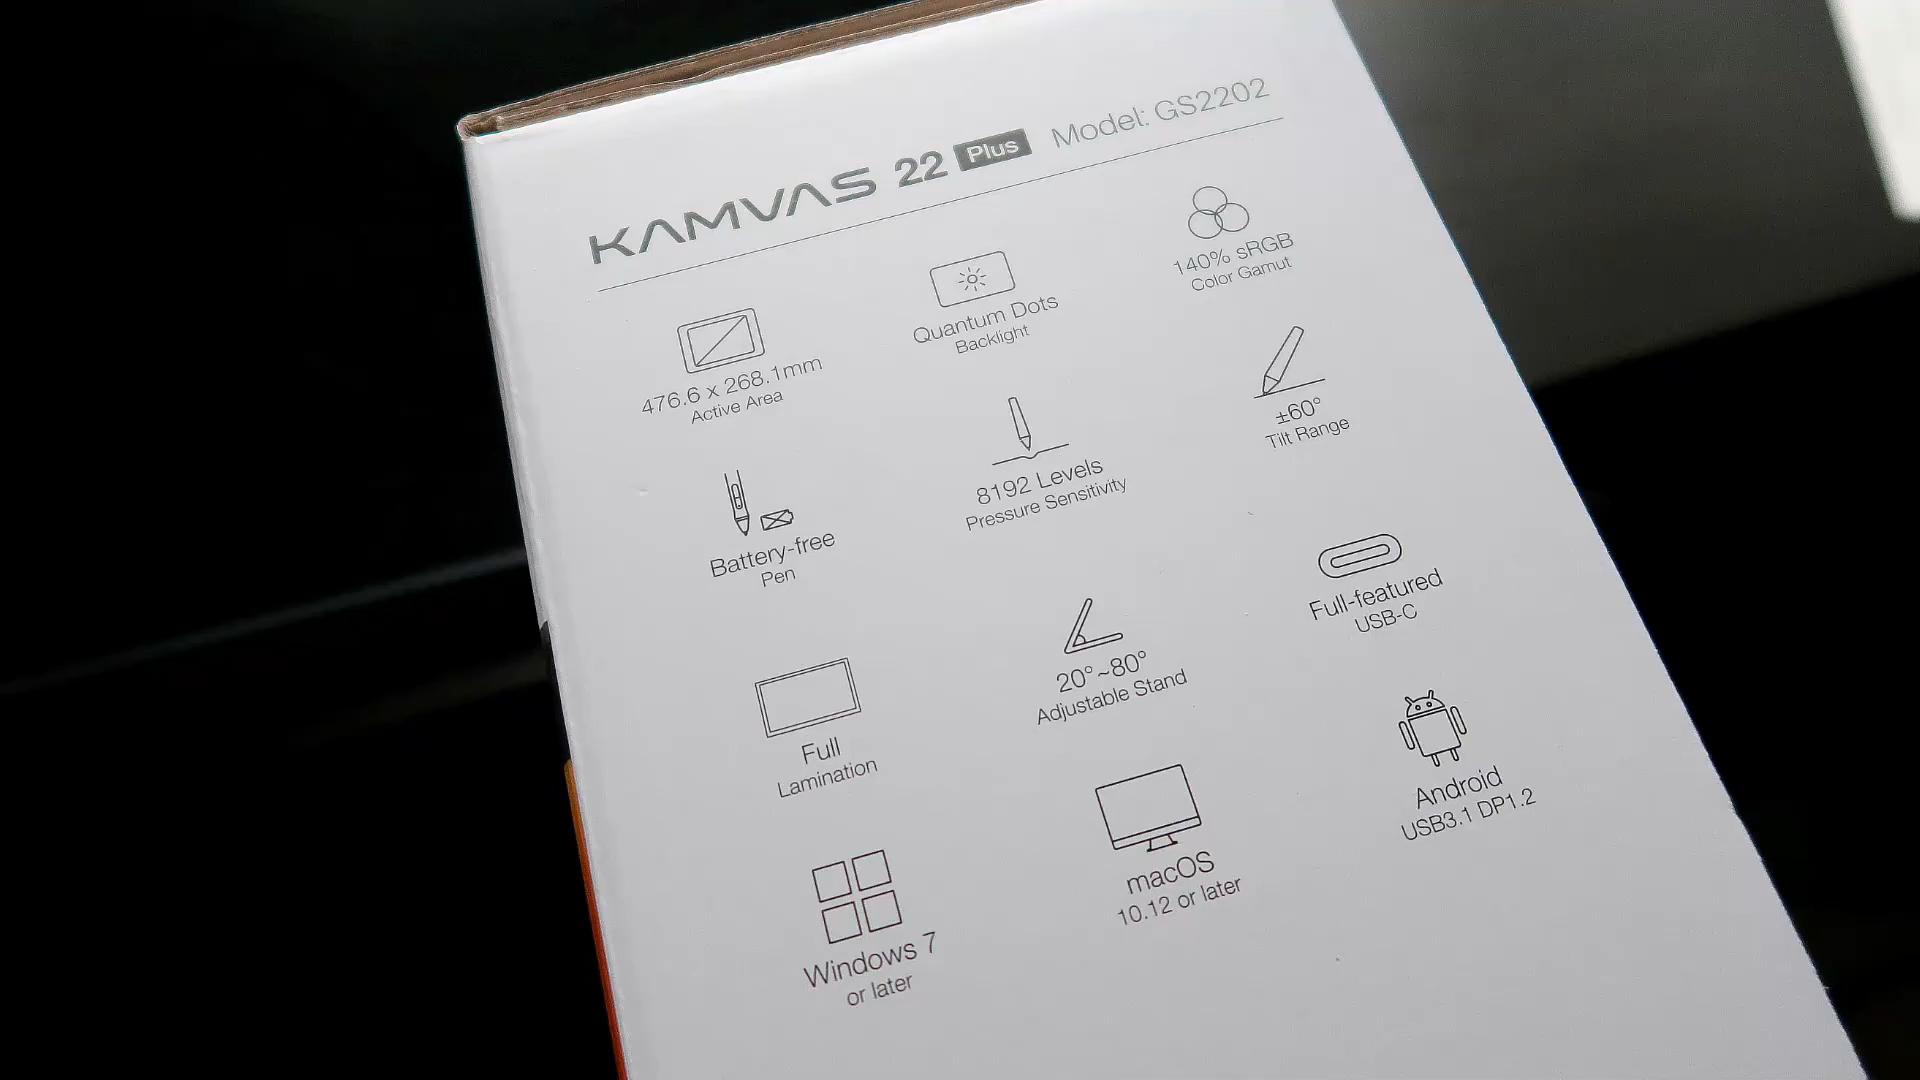 KAMVAS 22 Plus Model: GS2202
476.6 x 268.1mm
Active Area
Quantum Dots
Backlight
140% sRGB
Color Gamut
Battery-free
Pen
8192 Levels
Pressure Sensitivity
±60°
Tilt Range
Full
Lamination
20°~80°
Adjustable Stand
Full-featured
USB-C
Windows 7
or later
macOS
10.12 or later
Android
USB3.1 DP1.2